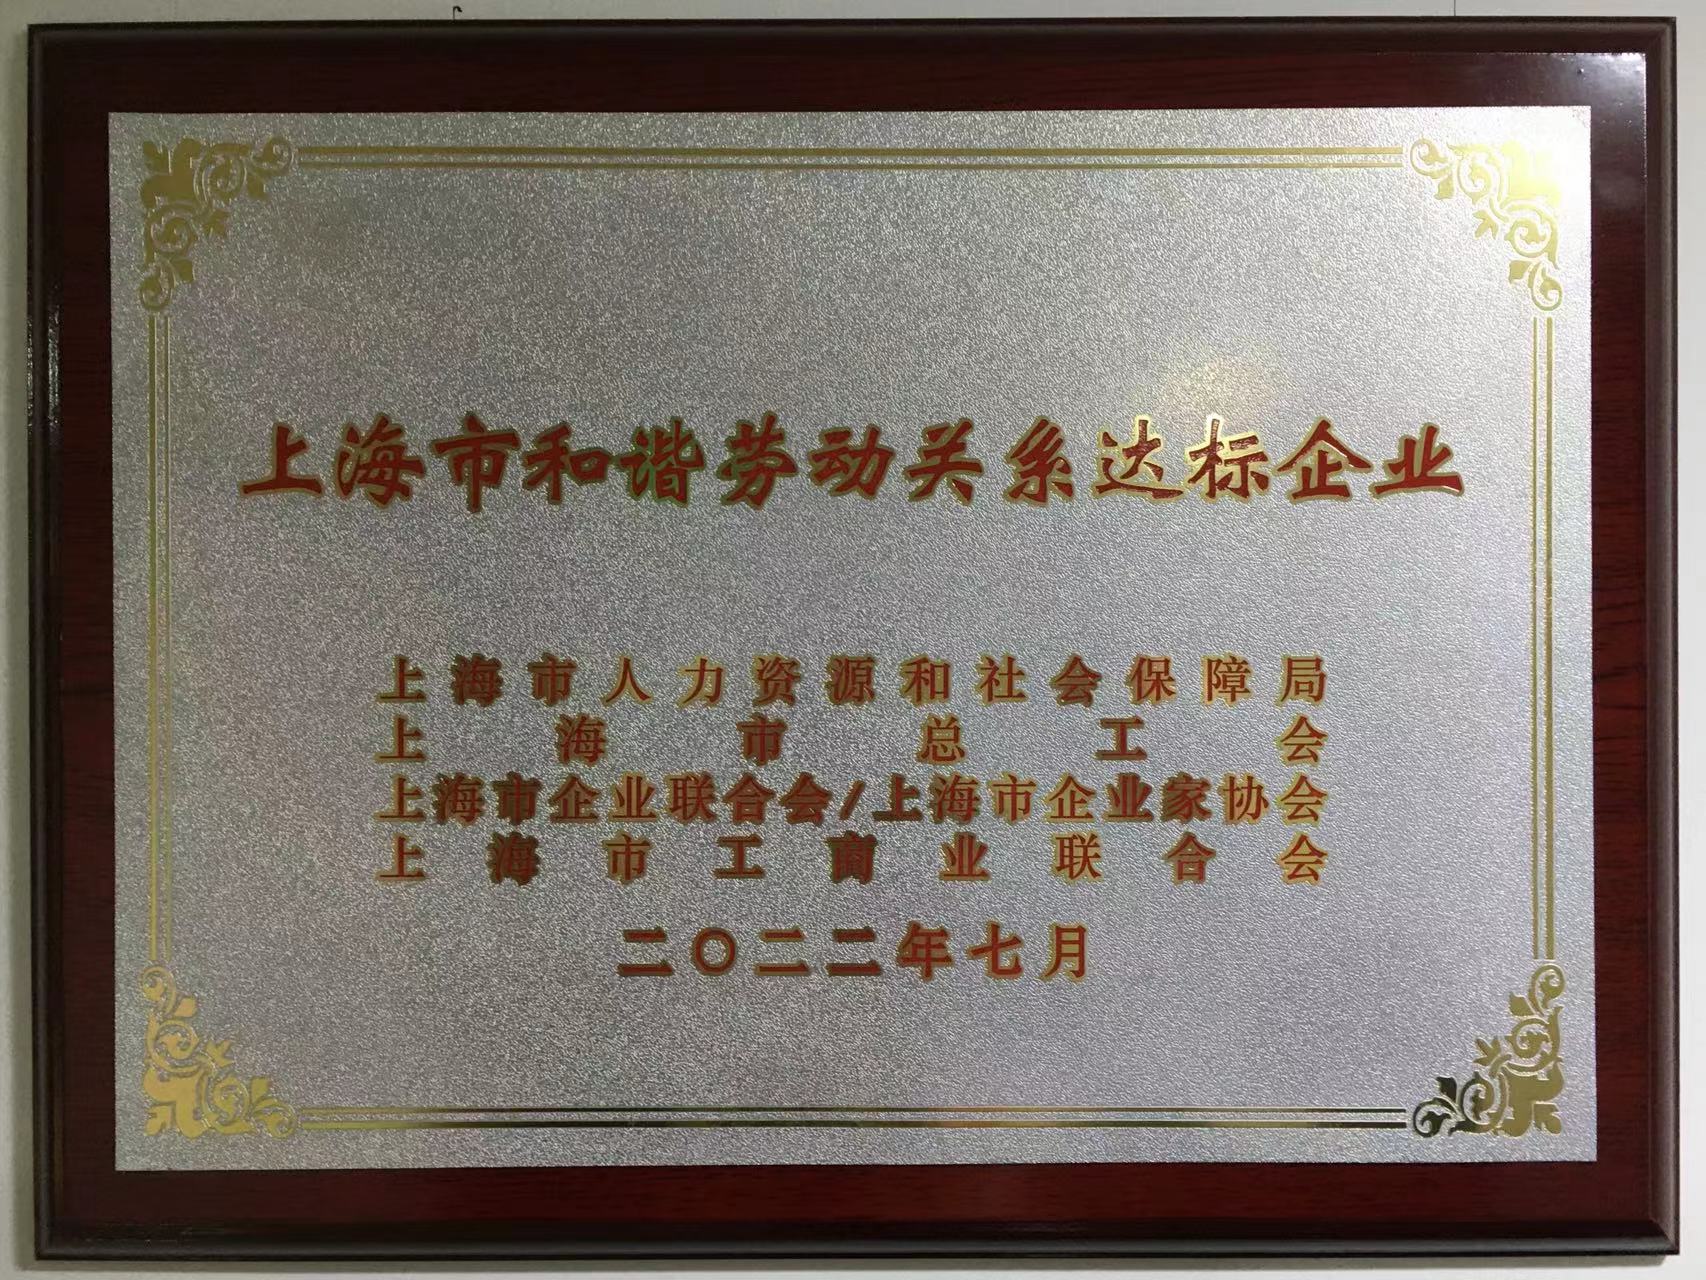 上海市和谐劳动关系达标企业
上海市人力资源和社会保障局
上海市总工会
上海市企业联合会/上海市企业家协会
上海市工商业联合会
二〇二二年七月